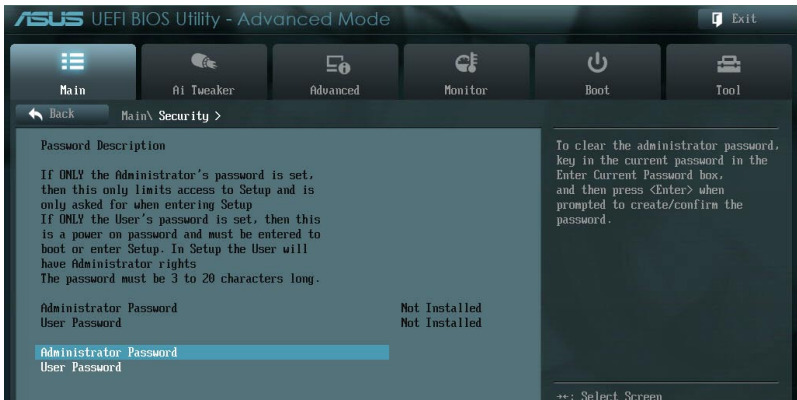 ASUS UEFI BIOS Utility - Advanced Mode
Exit
Main
Ai Tweaker
Advanced
Monitor
Boot
Tool
Back
Main\ Security >
Password Description
If ONLY the Administrator's password is set,
then this only limits access to Setup and is
only asked for when entering Setup
If ONLY the User's password is set, then this
is a power on password and must be entered to
boot or enter Setup. In Setup the User will
have Administrator rights
The password must be 3 to 20 characters long.
Administrator Password Not Installed
User Password Not Installed
Administrator Password
User Password
To clear the administrator password,
key in the current password in the
Enter Current Password box,
and then press <Enter> when
prompted to create/confirm the
password.
→←: Select Screen